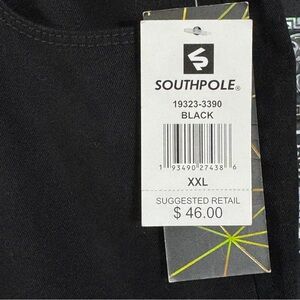 SOUTHPOLE®
19323-3390
BLACK
1 93490 27438 6
XXL
SUGGESTED RETAIL
$ 46.00